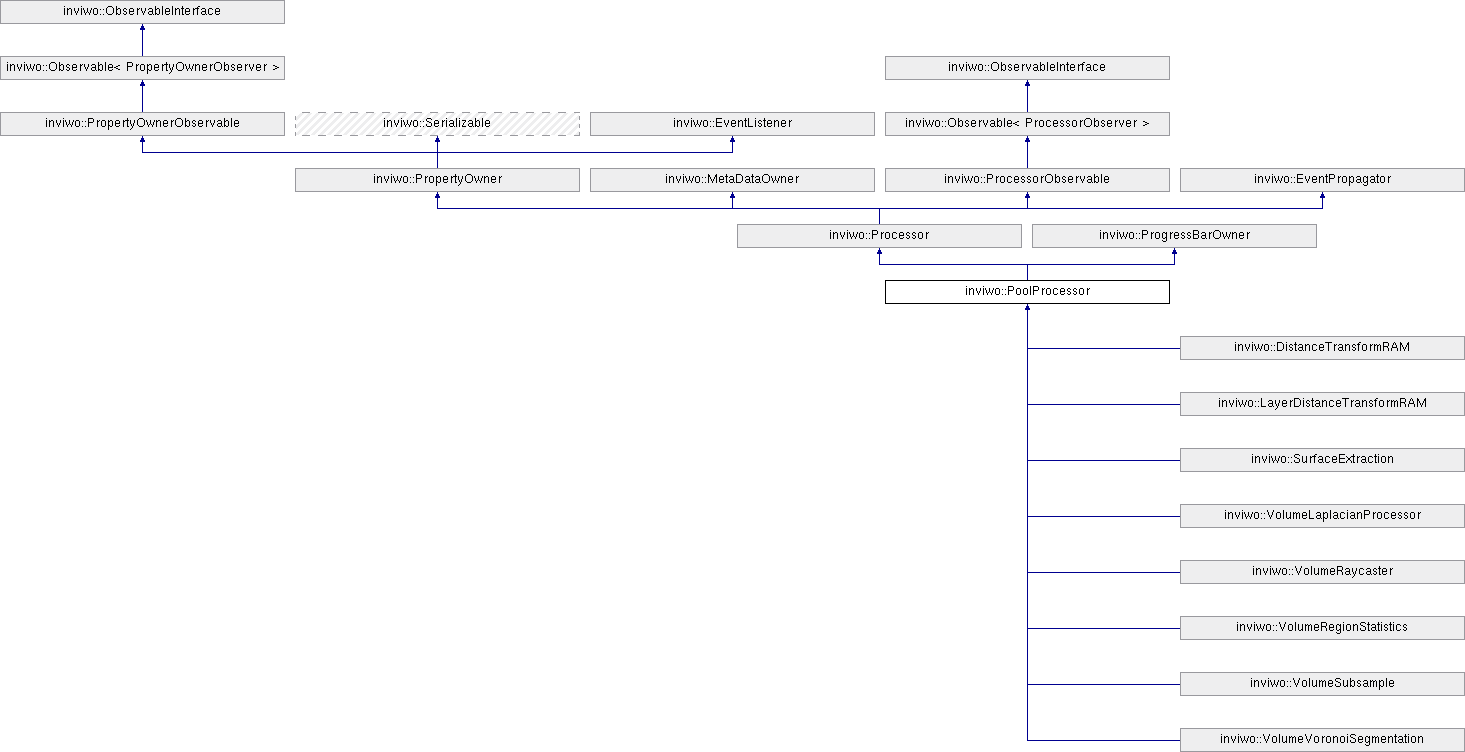 inviwo::ObservableInterface
inviwo::Observable< PropertyOwnerObserver >
inviwo::ObservableInterface
inviwo::PropertyOwnerObservable
inviwo::Serializable
inviwo::EventListener
inviwo::Observable< ProcessorObserver >
inviwo::PropertyOwner
inviwo::MetaDataOwner
inviwo::ProcessorObservable
inviwo::EventPropagator
inviwo::Processor
inviwo::ProgressBarOwner
inviwo::PoolProcessor
inviwo::DistanceTransformRAM
inviwo::LayerDistanceTransformRAM
inviwo::SurfaceExtraction
inviwo::VolumeLaplacianProcessor
inviwo::VolumeRaycaster
inviwo::VolumeRegionStatistics
inviwo::VolumeSubsample
inviwo::VolumeVoronoiSegmentation